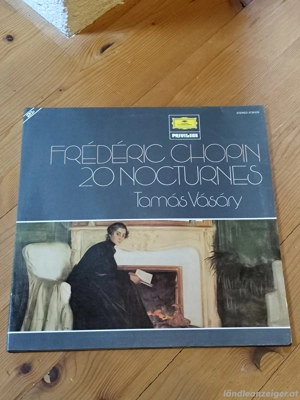 PRIVILEGE
FRÉDÉRIC CHOPIN
20 NOCTURNES
Tamás Vásáry
ländleanzeiger.at